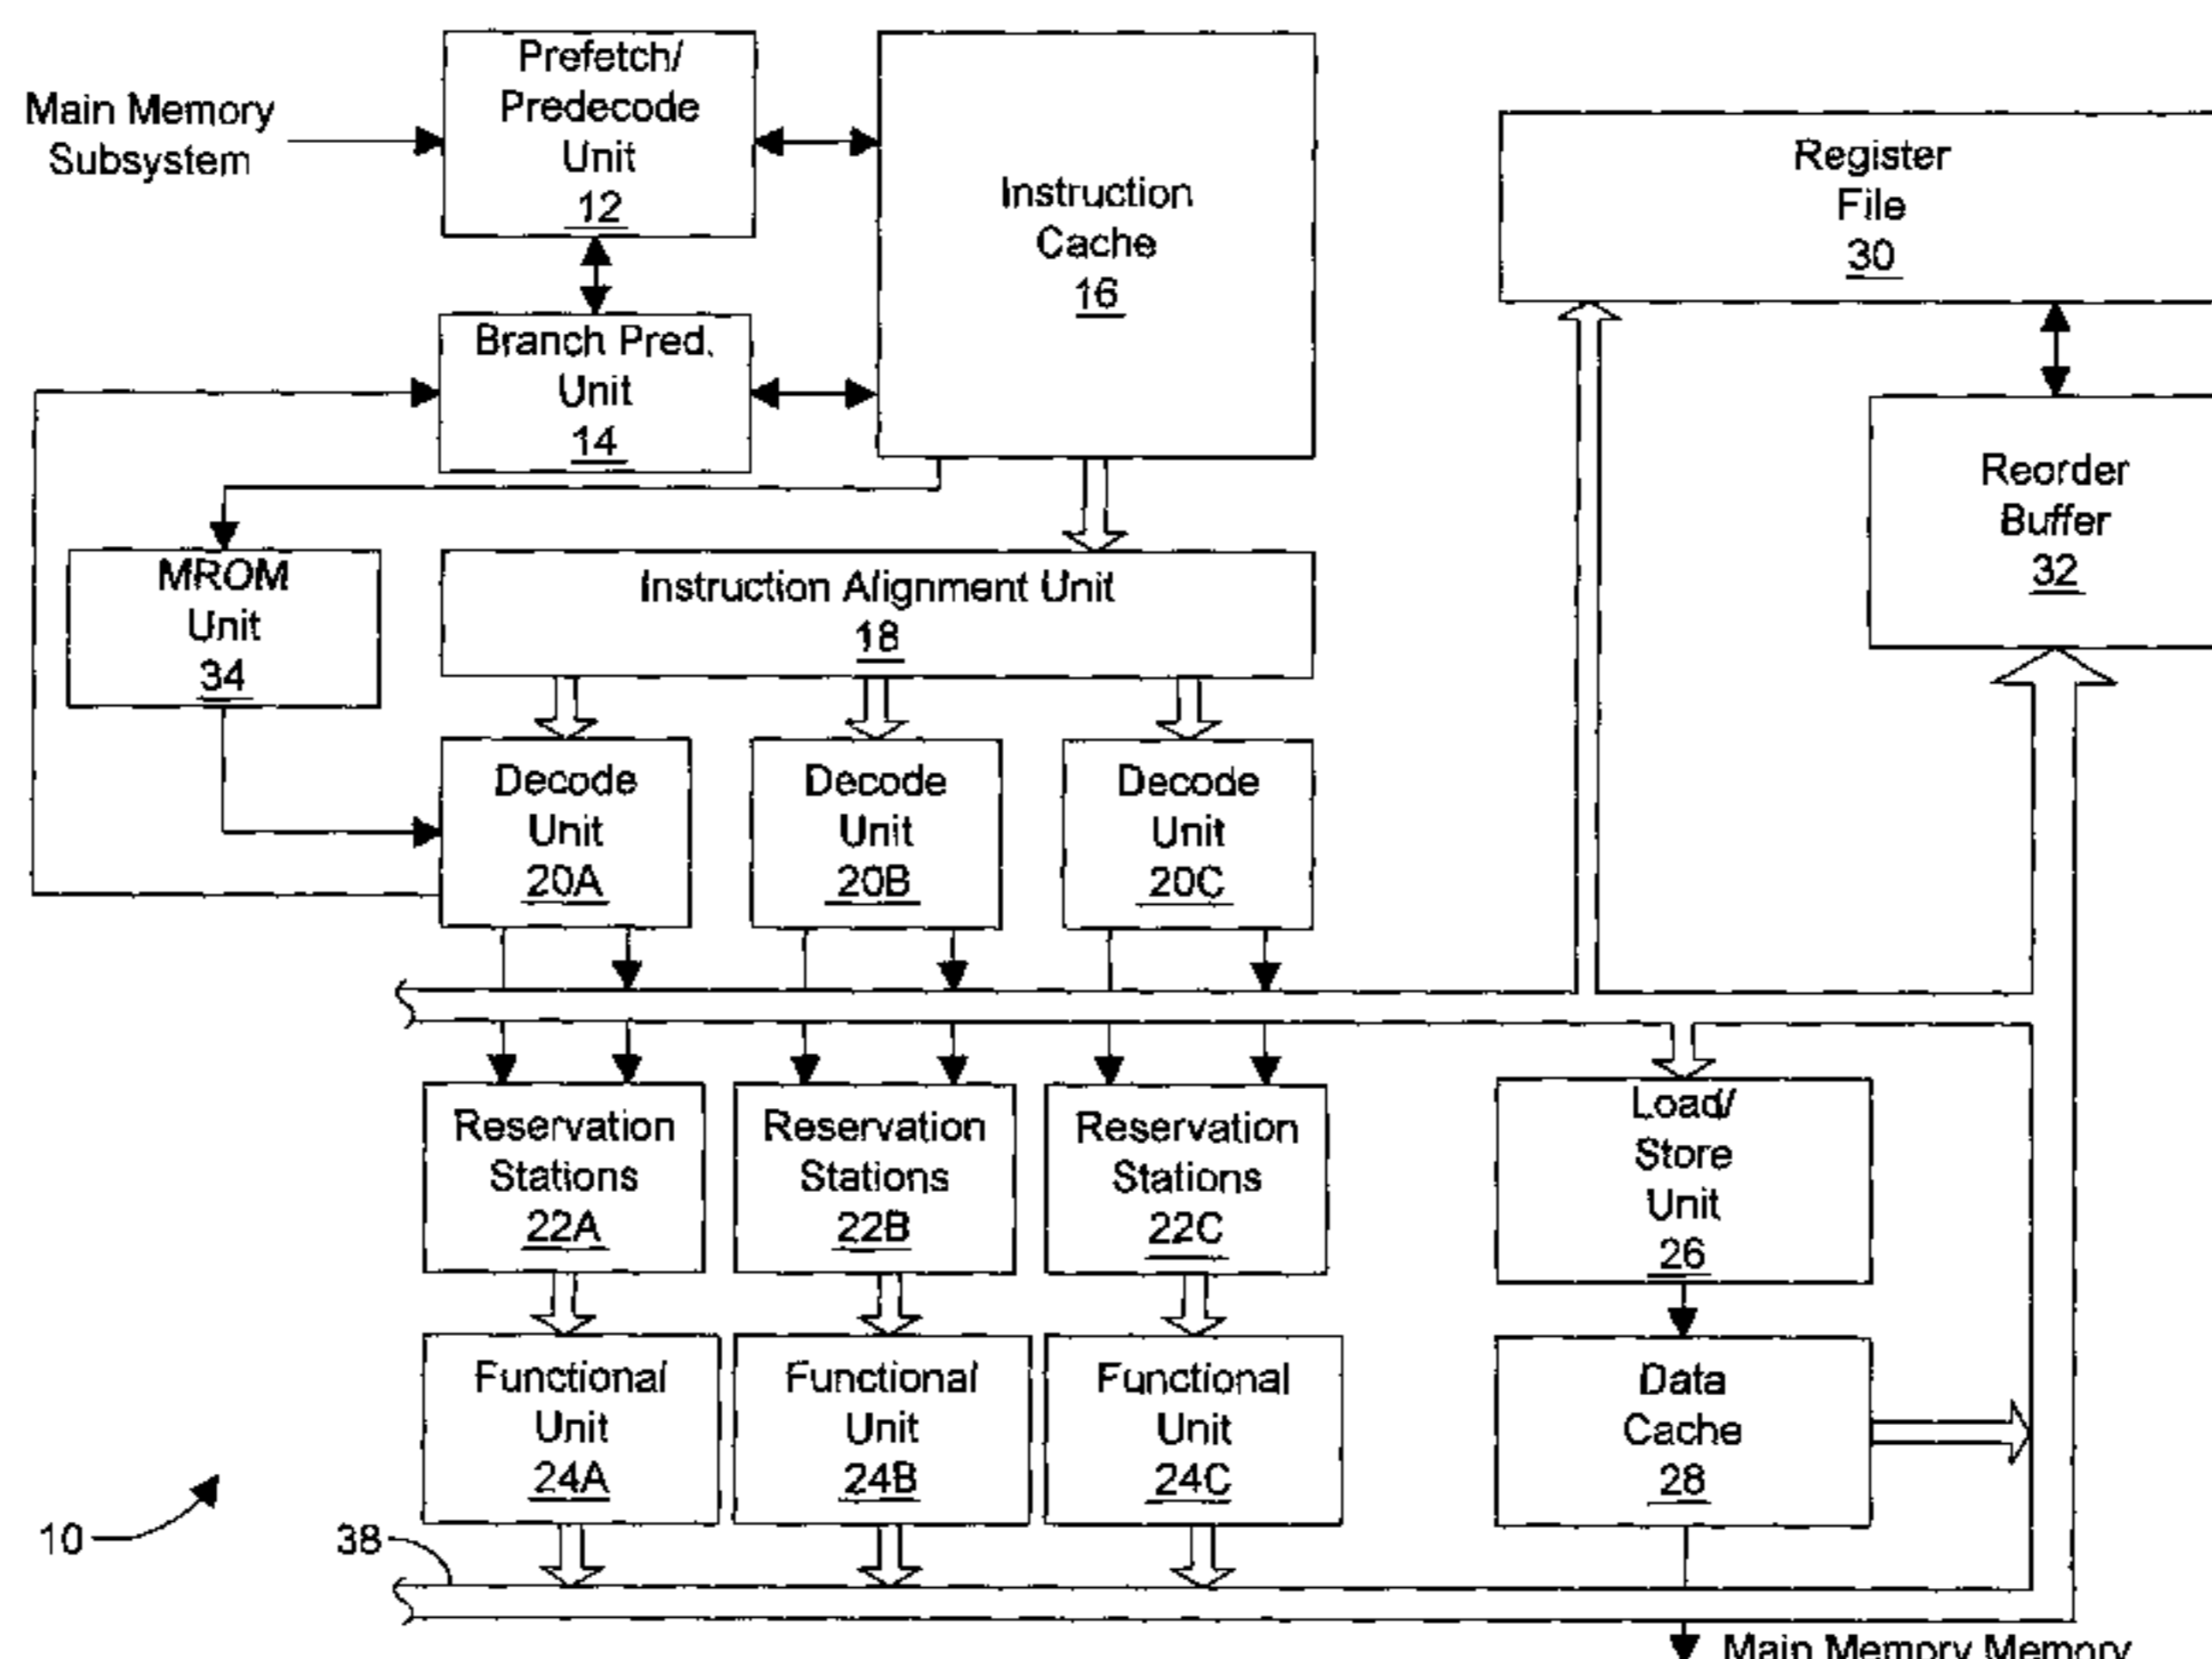 Main Memory
Subsystem
Prefetch/
Predecode
Unit
12
Instruction
Cache
16
Register
File
30
Branch Pred.
Unit
14
Reorder
Buffer
32
MROM
Unit
34
Instruction Alignment Unit
18
Decode
Unit
20A
Decode
Unit
20B
Decode
Unit
20C
Reservation
Stations
22A
Reservation
Stations
22B
Reservation
Stations
22C
Load/
Store
Unit
26
Functional
Unit
24A
Functional
Unit
24B
Functional
Unit
24C
Data
Cache
28
10
38
Main Memory Memory